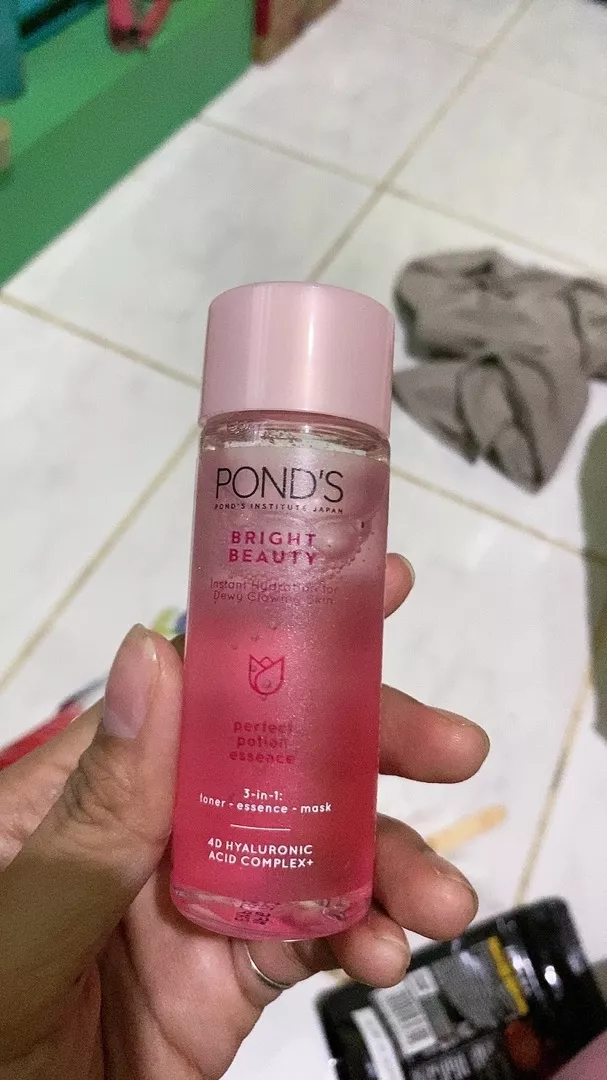 POND'S
POND'S INSTITUTE JAPAN
BRIGHT
BEAUTY
Instant Hydration for
Dewy Glowing Skin
perfect
potion
essence
3-in-1:
toner - essence - mask
4D HYALURONIC
ACID COMPLEX+